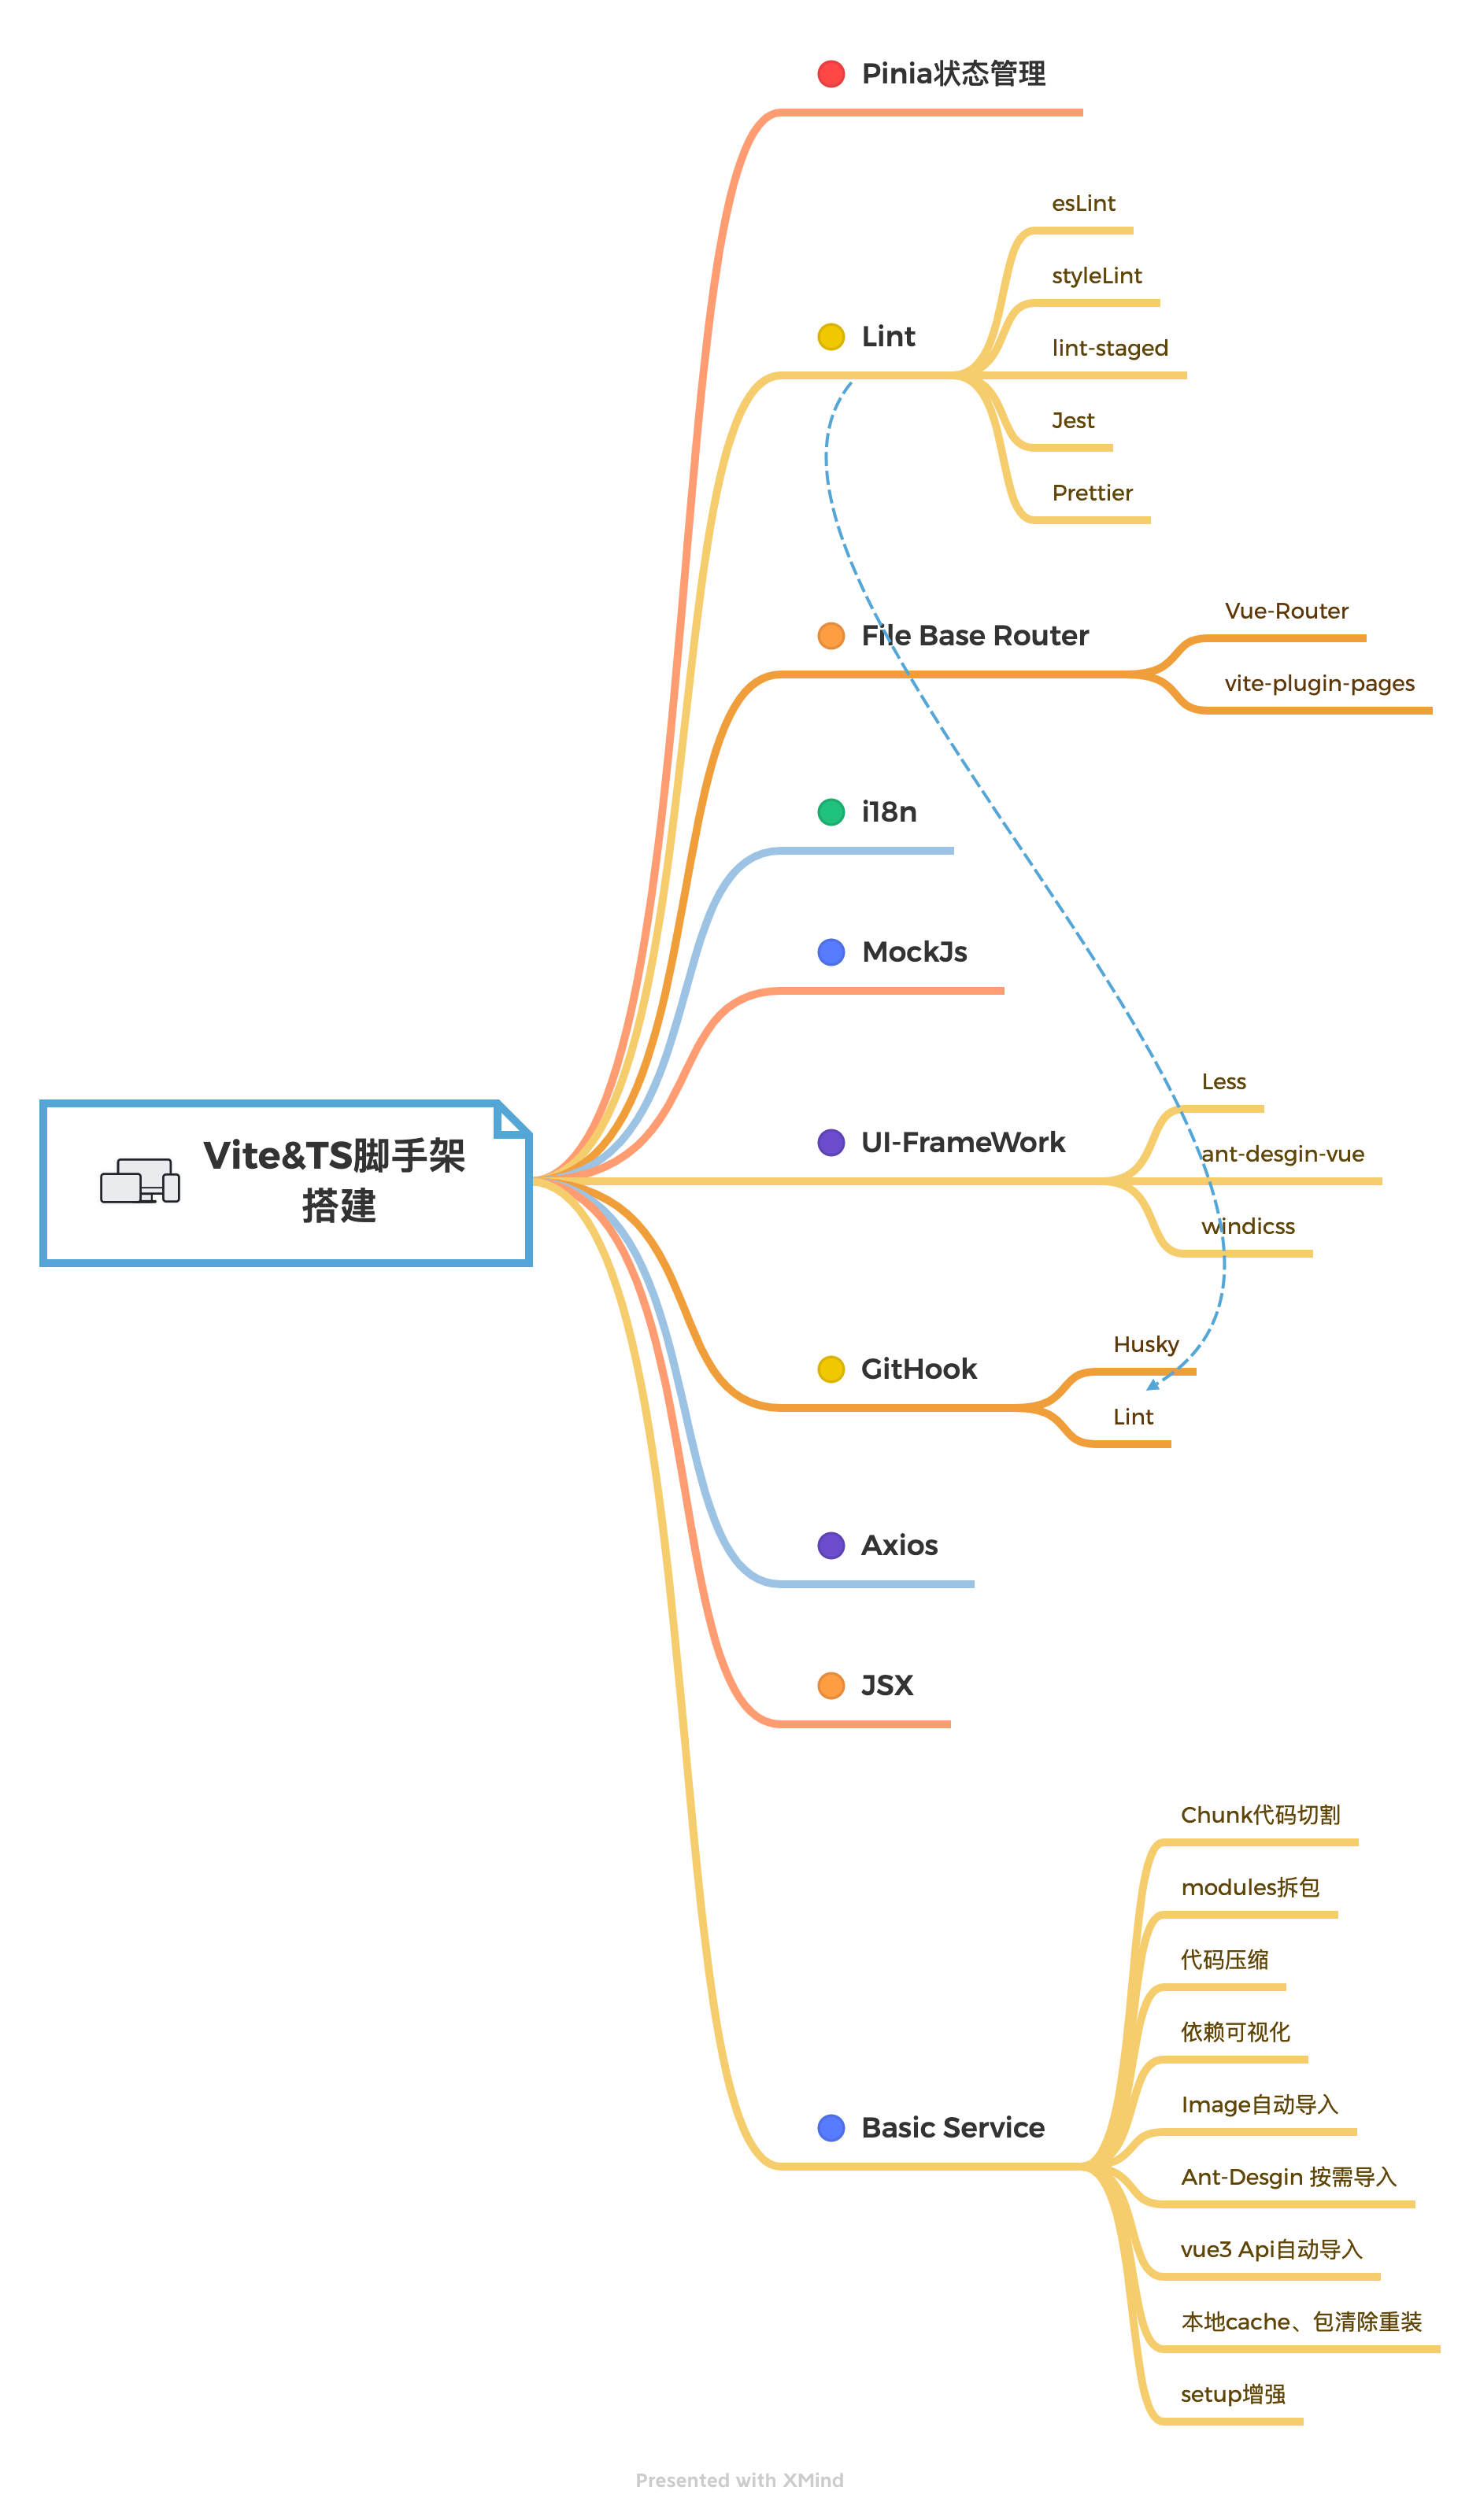 Pinia状态管理
esLint
styleLint
Lint
lint-staged
Jest
Prettier
Vue-Router
File Base Router
vite-plugin-pages
i18n
MockJs
Less
UI-FrameWork
ant-desgin-vue
windicss
Vite&TS脚手架
搭建
Husky
GitHook
Lint
Axios
JSX
Chunk代码切割
modules拆包
代码压缩
依赖可视化
Image自动导入
Basic Service
Ant-Desgin 按需导入
vue3 Api自动导入
本地cache、包清除重装
setup增强
Presented with XMind